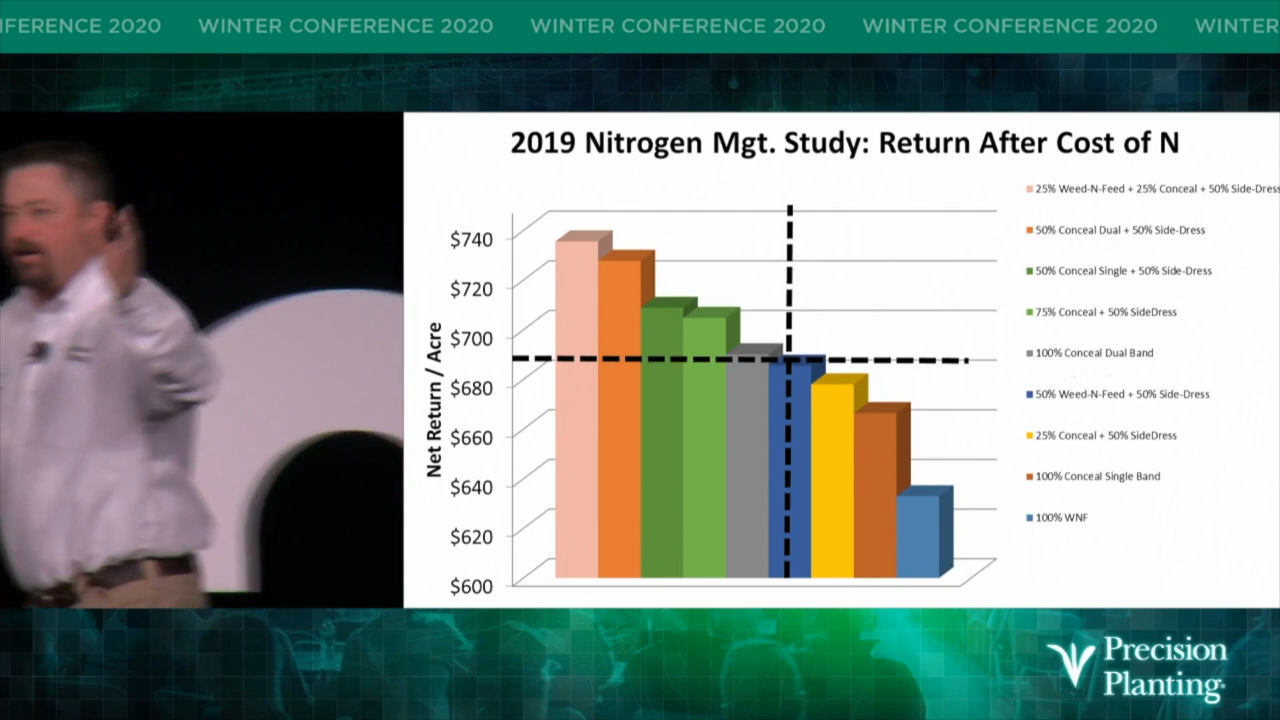 NFERENCE 2020 WINTER CONFERENCE 2020 WINTER CONFERENCE 2020 WINTER CONFERENCE 2020 WINTER
2019 Nitrogen Mgt. Study: Return After Cost of N
Net Return / Acre
$740
$720
$700
$680
$660
$640
$620
$600
25% Weed-N-Feed + 25% Conceal + 50% Side-Dress
50% Conceal Dual + 50% Side-Dress
50% Conceal Single + 50% Side-Dress
75% Conceal + 50% SideDress
100% Conceal Dual Band
50% Weed-N-Feed + 50% Side-Dress
25% Conceal + 50% SideDress
100% Conceal Single Band
100% WNF
Precision
Planting